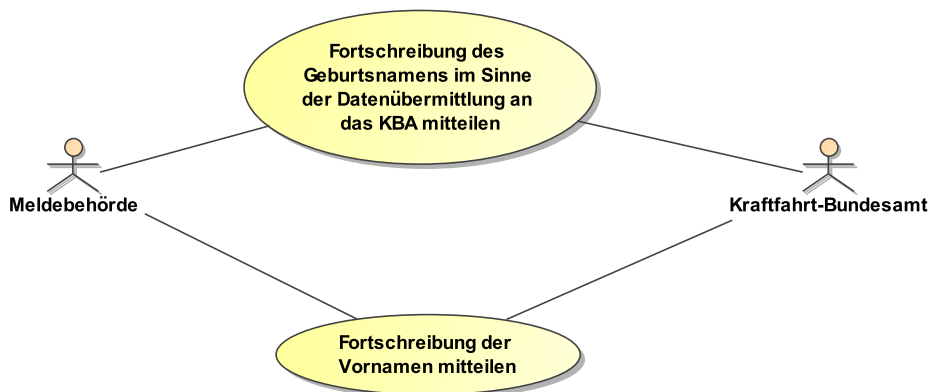 Fortschreibung des
Geburtsnamens im Sinne
der Datenübermittlung an
das KBA mitteilen
Meldebehörde
Kraftfahrt-Bundesamt
Fortschreibung der
Vornamen mitteilen